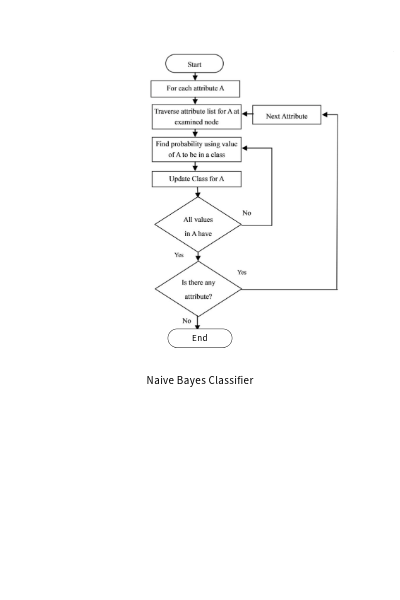 Start
For each attribute A
Traverse attribute list for A at
examined node
Next Attribute
Find probability using value
of A to be in a class
Update Class for A
No
All values
in A have
Yes
Yes
Is there any
attribute?
No
End
Naive Bayes Classifier